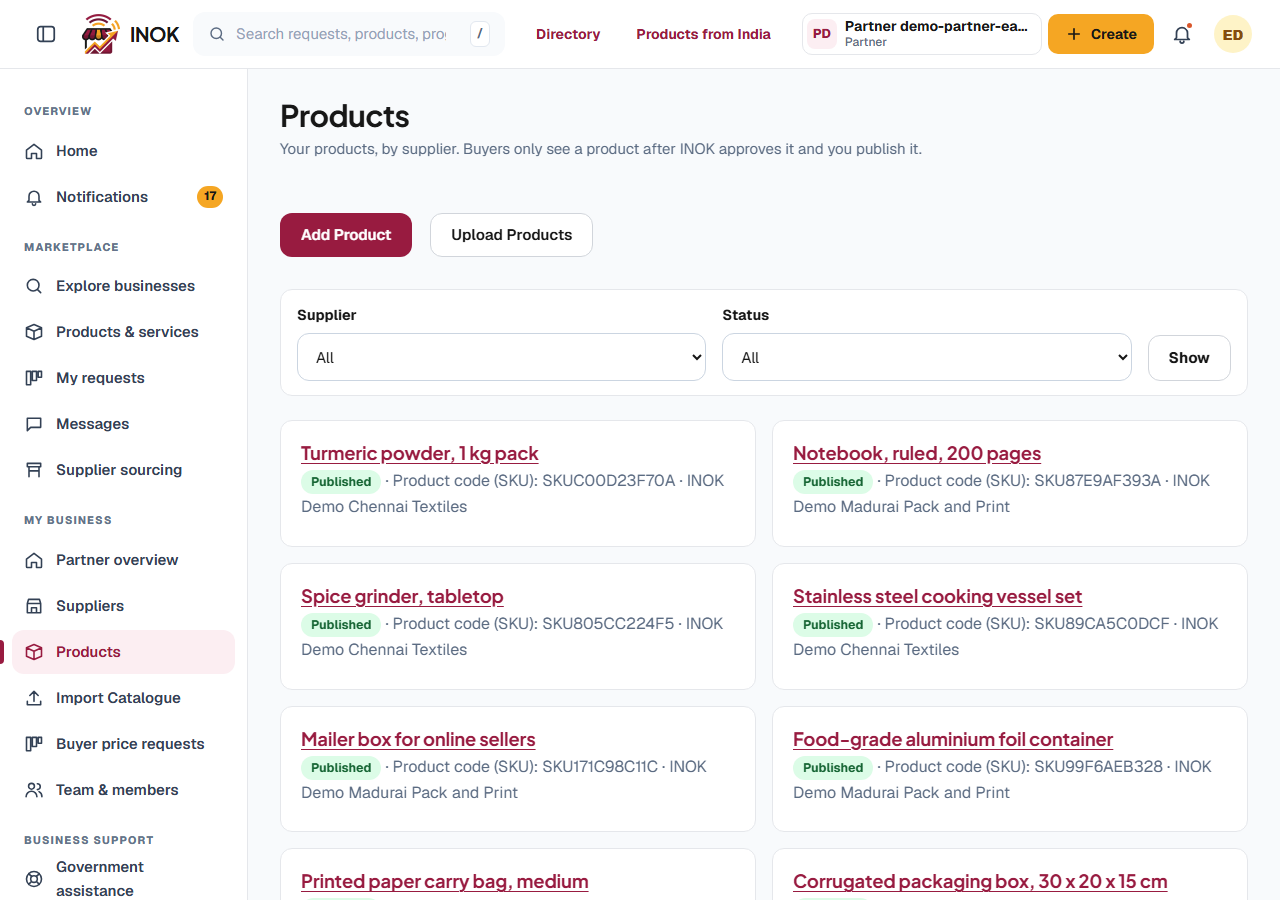 INOK
Search requests, products, pro
/
Directory
Products from India
PD
Partner demo-partner-ea...
Partner
Create
ED
OVERVIEW
Home
Notifications
17
MARKETPLACE
Explore businesses
Products & services
My requests
Messages
Supplier sourcing
MY BUSINESS
Partner overview
Suppliers
Products
Import Catalogue
Buyer price requests
Team & members
BUSINESS SUPPORT
Government
assistance
Products
Your products, by supplier. Buyers only see a product after INOK approves it and you publish it.
Add Product
Upload Products
Supplier
Status
All
All
Show
Turmeric powder, 1 kg pack
Published · Product code (SKU): SKUC00D23F70A · INOK
Demo Chennai Textiles
Notebook, ruled, 200 pages
Published · Product code (SKU): SKU87E9AF393A · INOK
Demo Madurai Pack and Print
Spice grinder, tabletop
Published · Product code (SKU): SKU805CC224F5 · INOK
Demo Chennai Textiles
Stainless steel cooking vessel set
Published · Product code (SKU): SKU89CA5C0DCF · INOK
Demo Chennai Textiles
Mailer box for online sellers
Published · Product code (SKU): SKU171C98C11C · INOK
Demo Madurai Pack and Print
Food-grade aluminium foil container
Published · Product code (SKU): SKU99F6AEB328 · INOK
Demo Madurai Pack and Print
Printed paper carry bag, medium
Corrugated packaging box, 30 x 20 x 15 cm